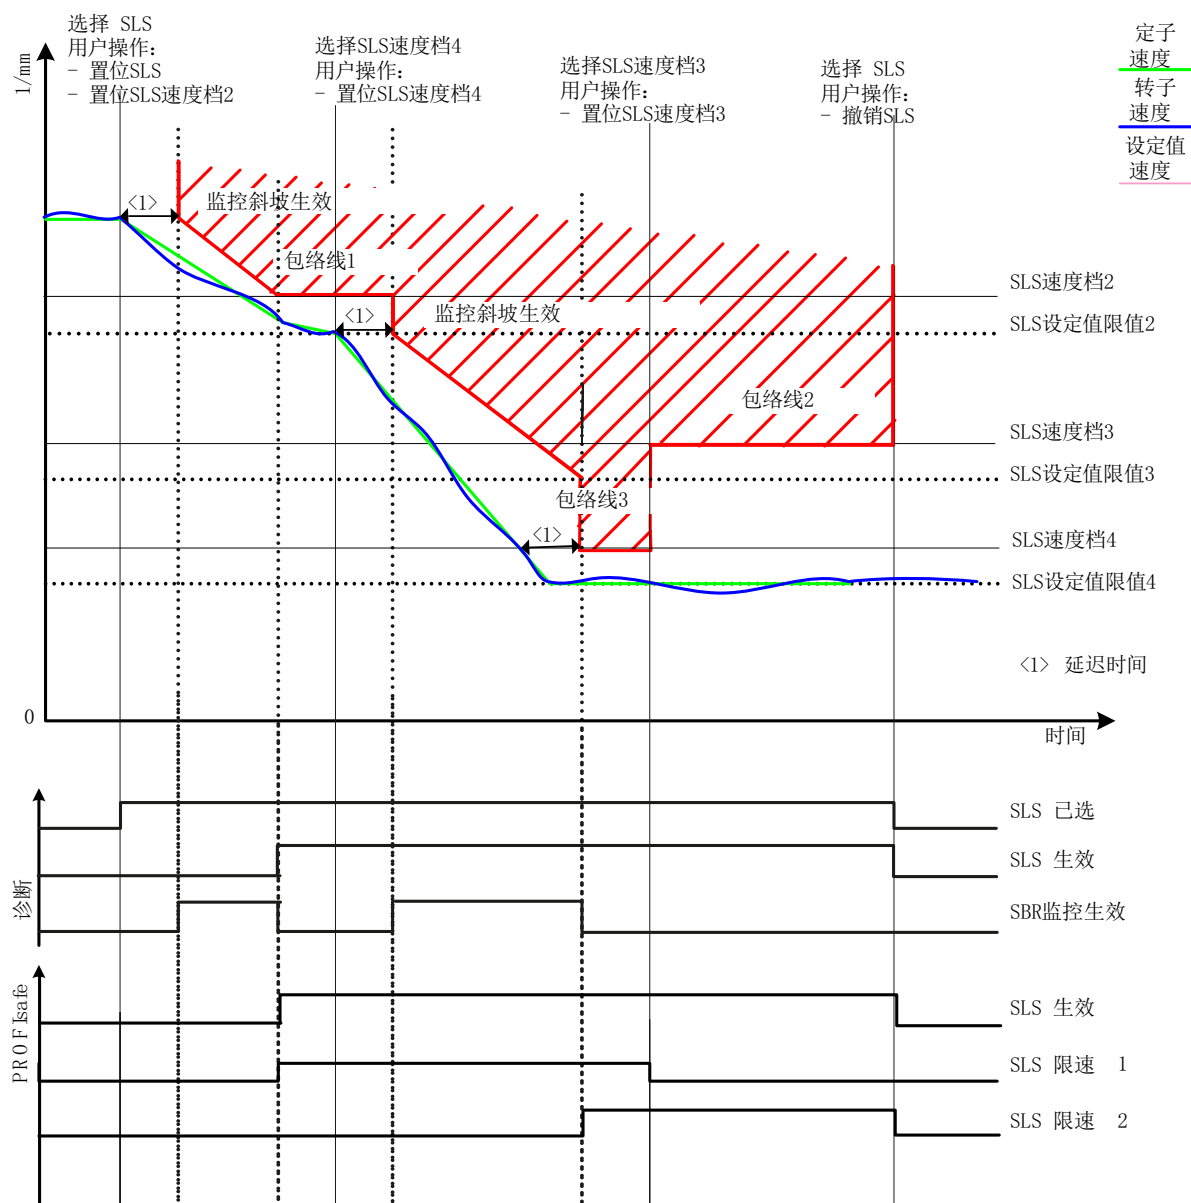 选择 SLS
用户操作:
- 置位SLS
- 置位SLS速度档2
选择SLS速度档4
用户操作:
- 置位SLS速度档4
选择SLS速度档3
用户操作:
- 置位SLS速度档3
选择 SLS
用户操作:
- 撤销SLS
定子
速度
转子
速度
设定值
速度
1/mm
<1>
监控斜坡生效
包络线1
<1>
监控斜坡生效
包络线2
包络线3
<1>
SLS速度档2
SLS设定值限值2
SLS速度档3
SLS设定值限值3
SLS速度档4
SLS设定值限值4
<1> 延迟时间
0
时间
诊断
SLS 已选
SLS 生效
SBR监控生效
PROFIsafe
SLS 生效
SLS 限速 1
SLS 限速 2